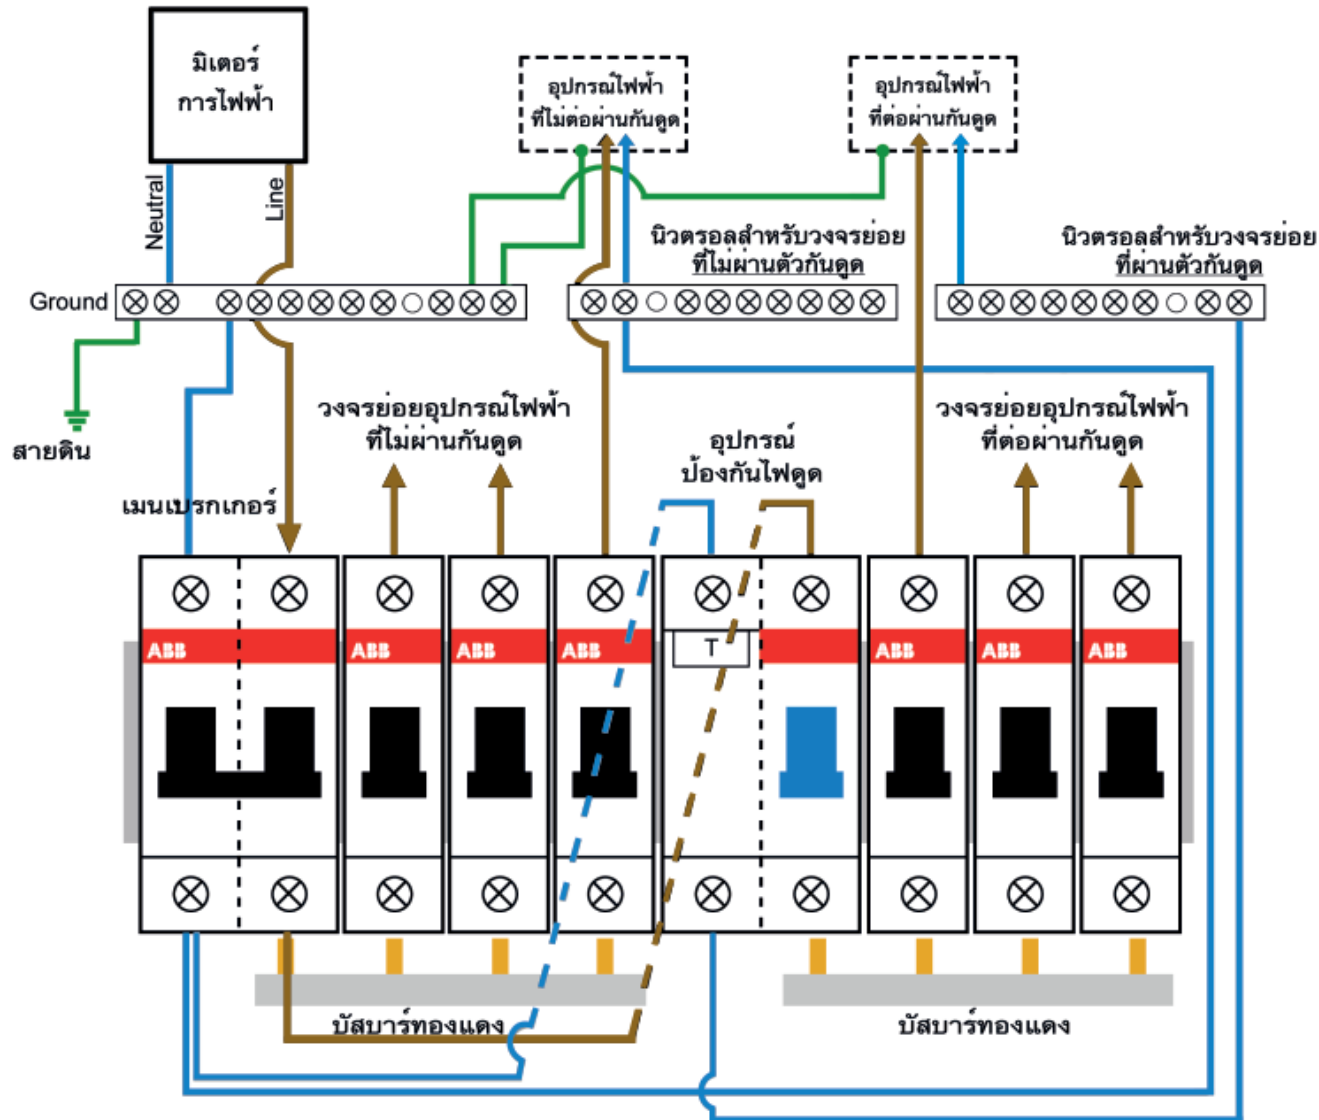 มิเตอร์
การไฟฟ้า
อุปกรณ์ไฟฟ้า
ที่ไม่ต่อผ่านกันดูด
อุปกรณ์ไฟฟ้า
ที่ต่อผ่านกันดูด
Neutral
Line
นิวตรอลสำหรับวงจรย่อย
ที่ไม่ผ่านตัวกันดูด
นิวตรอลสำหรับวงจรย่อย
ที่ผ่านตัวกันดูด
Ground
สายดิน
วงจรย่อยอุปกรณ์ไฟฟ้า
ที่ไม่ผ่านกันดูด
อุปกรณ์
ป้องกันไฟดูด
วงจรย่อยอุปกรณ์ไฟฟ้า
ที่ต่อผ่านกันดูด
เมนเบรกเกอร์
ABB
ABB
ABB
ABB
T
ABB
ABB
ABB
บัสบาร์ทองแดง
บัสบาร์ทองแดง